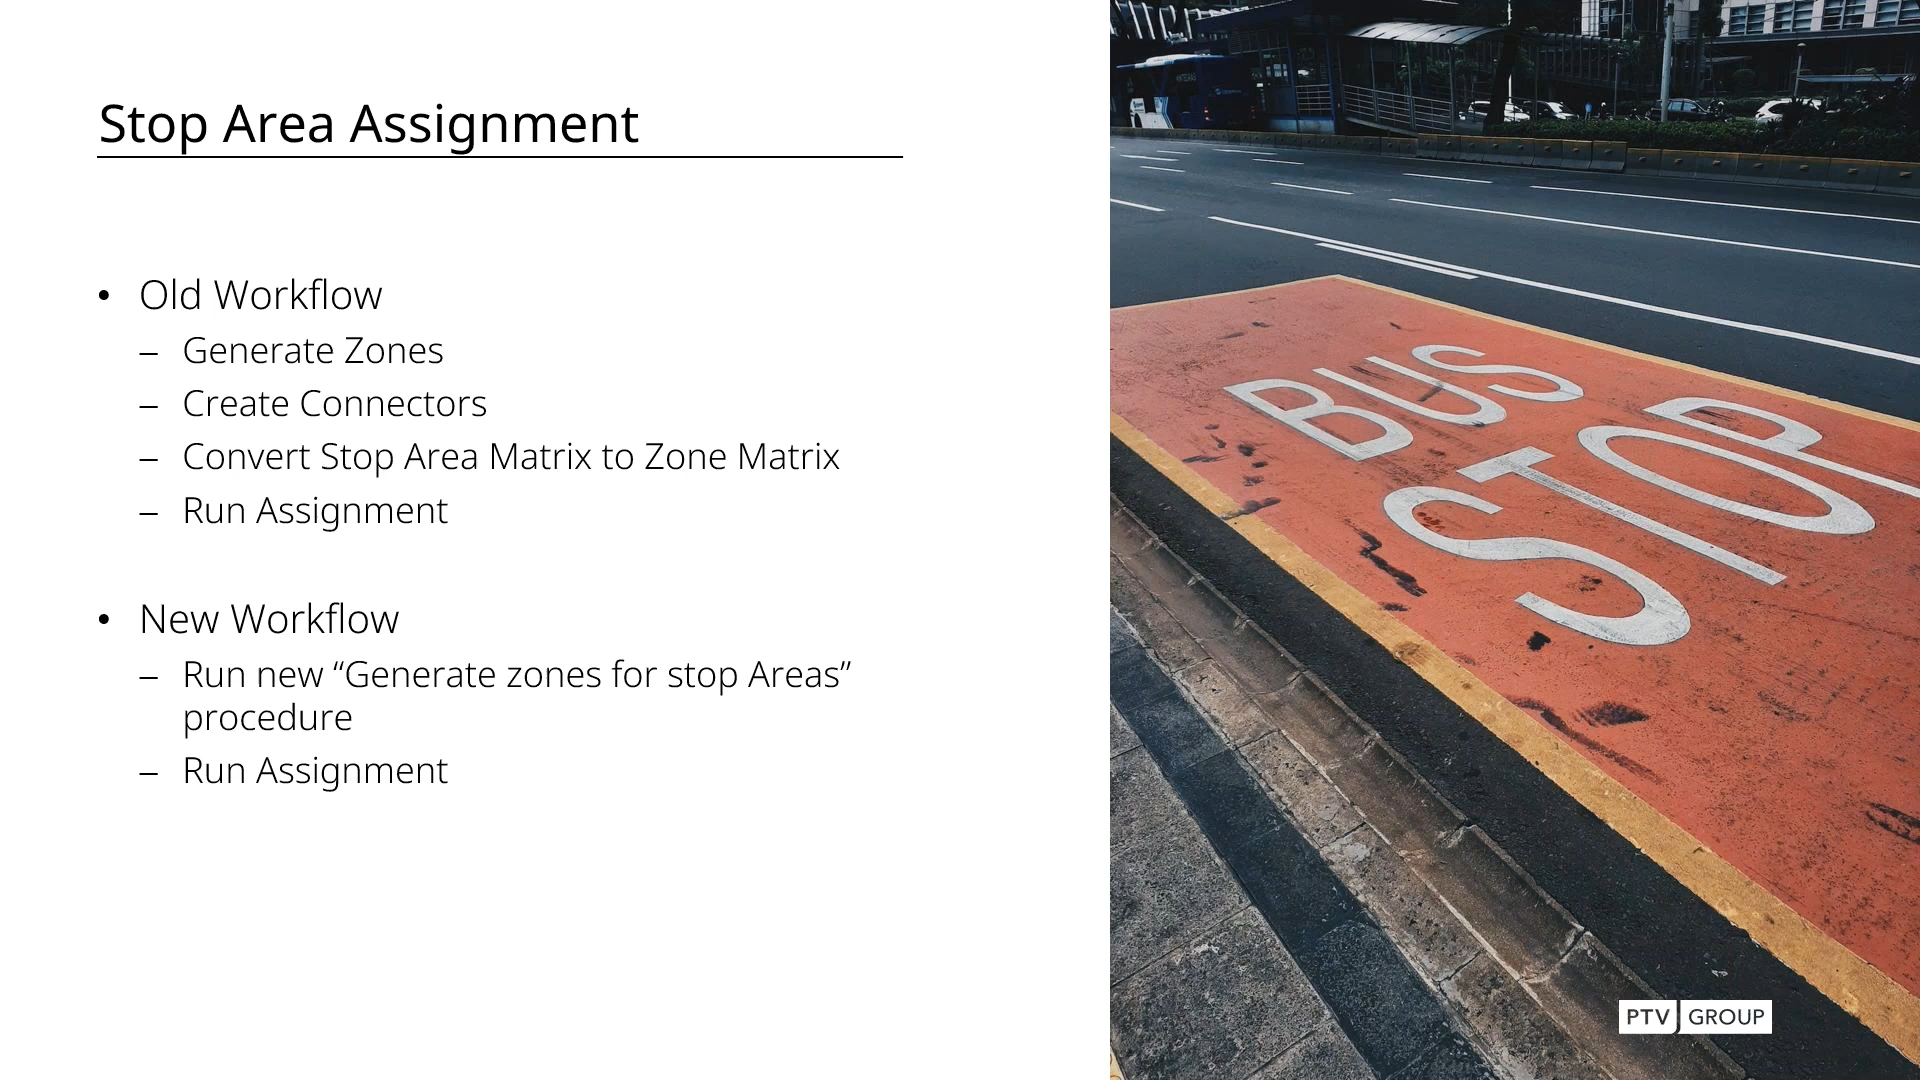 Stop Area Assignment
• Old Workflow
– Generate Zones
– Create Connectors
– Convert Stop Area Matrix to Zone Matrix
– Run Assignment
• New Workflow
– Run new “Generate zones for stop Areas”
procedure
– Run Assignment
BUS
STOP
PTV GROUP